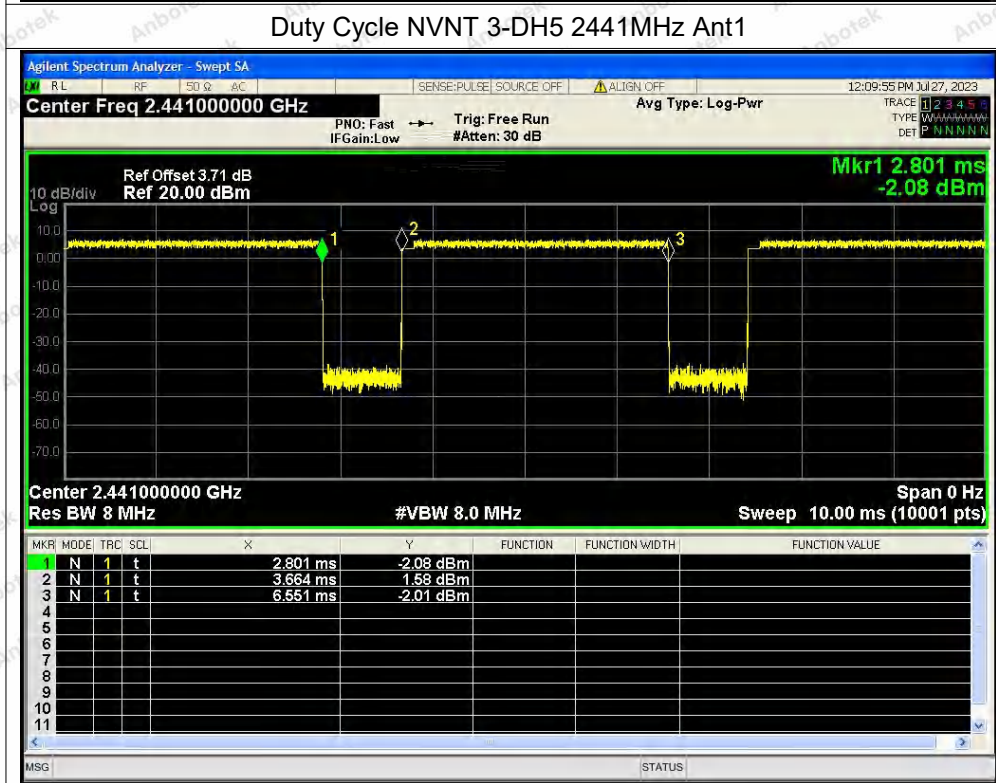 Duty Cycle NVNT 3-DH5 2441MHz Ant1
Agilent Spectrum Analyzer - Swept SA
LXI RL RF 50 Ω AC SENSE:PULSE SOURCE OFF ALIGN OFF 12:09:55 PM Jul 27, 2023
Center Freq 2.441000000 GHz Avg Type: Log-Pwr TRACE 1 2 3 4 5 6
PNO: Fast Trig: Free Run TYPE WWWWWW
IFGain:Low #Atten: 30 dB DET P N N N N N
Mkr1 2.801 ms
Ref Offset 3.71 dB
10 dB/div Ref 20.00 dBm -2.08 dBm
Log
10.0
0.00
-10.0
-20.0
-30.0
-40.0
-50.0
-60.0
-70.0
1
2
3
Center 2.441000000 GHz Span 0 Hz
Res BW 8 MHz #VBW 8.0 MHz Sweep 10.00 ms (10001 pts)
MKR MODE TRC SCL X Y FUNCTION FUNCTION WIDTH FUNCTION VALUE
1 N 1 t 2.801 ms -2.08 dBm
2 N 1 t 3.664 ms 1.58 dBm
3 N 1 t 6.551 ms -2.01 dBm
4
5
6
7
8
9
10
11
MSG STATUS
Anbotek